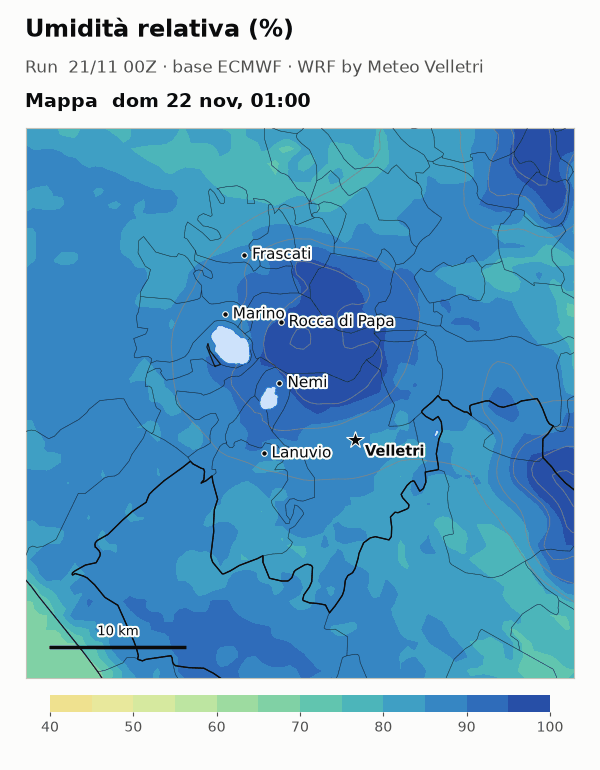 Umidità relativa (%)
Run  21/11 00Z · base ECMWF · WRF by Meteo Velletri
Mappa  dom 22 nov, 01:00
Frascati
Marino
Rocca di Papa
Nemi
Velletri
Lanuvio
10 km
40 50 60 70 80 90 100